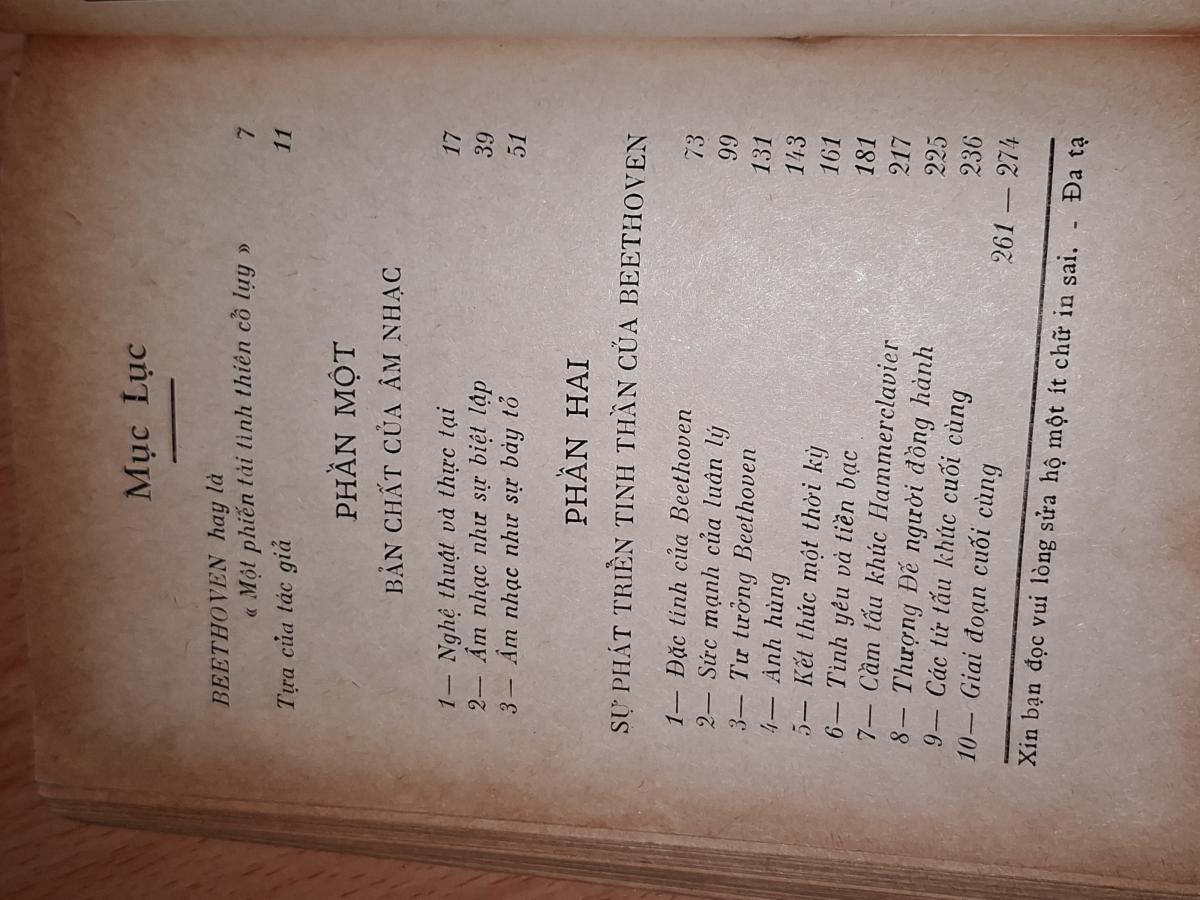 Mục Lục
BEETHOVEN hay là
« Một phiến tài tình thiên cổ lụy » 7
Tựa của tác giả 11
PHẦN MỘT
BẢN CHẤT CỦA ÂM NHẠC
1— Nghệ thuật và thực tại 17
2— Âm nhạc như sự biệt lập 39
3— Âm nhạc như sự bày tỏ 51
PHẦN HAI
SỰ PHÁT TRIỂN TINH THẦN CỦA BEETHOVEN
1— Đặc tính của Beethoven 73
2— Sức mạnh của luân lý 99
3— Tư tưởng Beethoven 131
4— Anh hùng 143
5— Kết thúc một thời kỳ 161
6— Tình yêu và tiền bạc 181
7— Cầm tấu khúc Hammerclavier 217
8— Thượng Đế người đồng hành 225
9— Các tứ tấu khúc cuối cùng 236
10— Giai đoạn cuối cùng 261 — 274
Xin bạn đọc vui lòng sửa hộ một ít chữ in sai. - Đa tạ